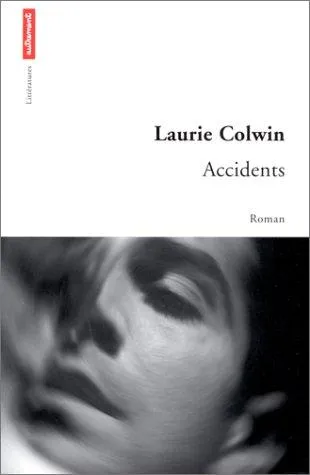 autrement
Littératures
Laurie Colwin
Accidents
Roman